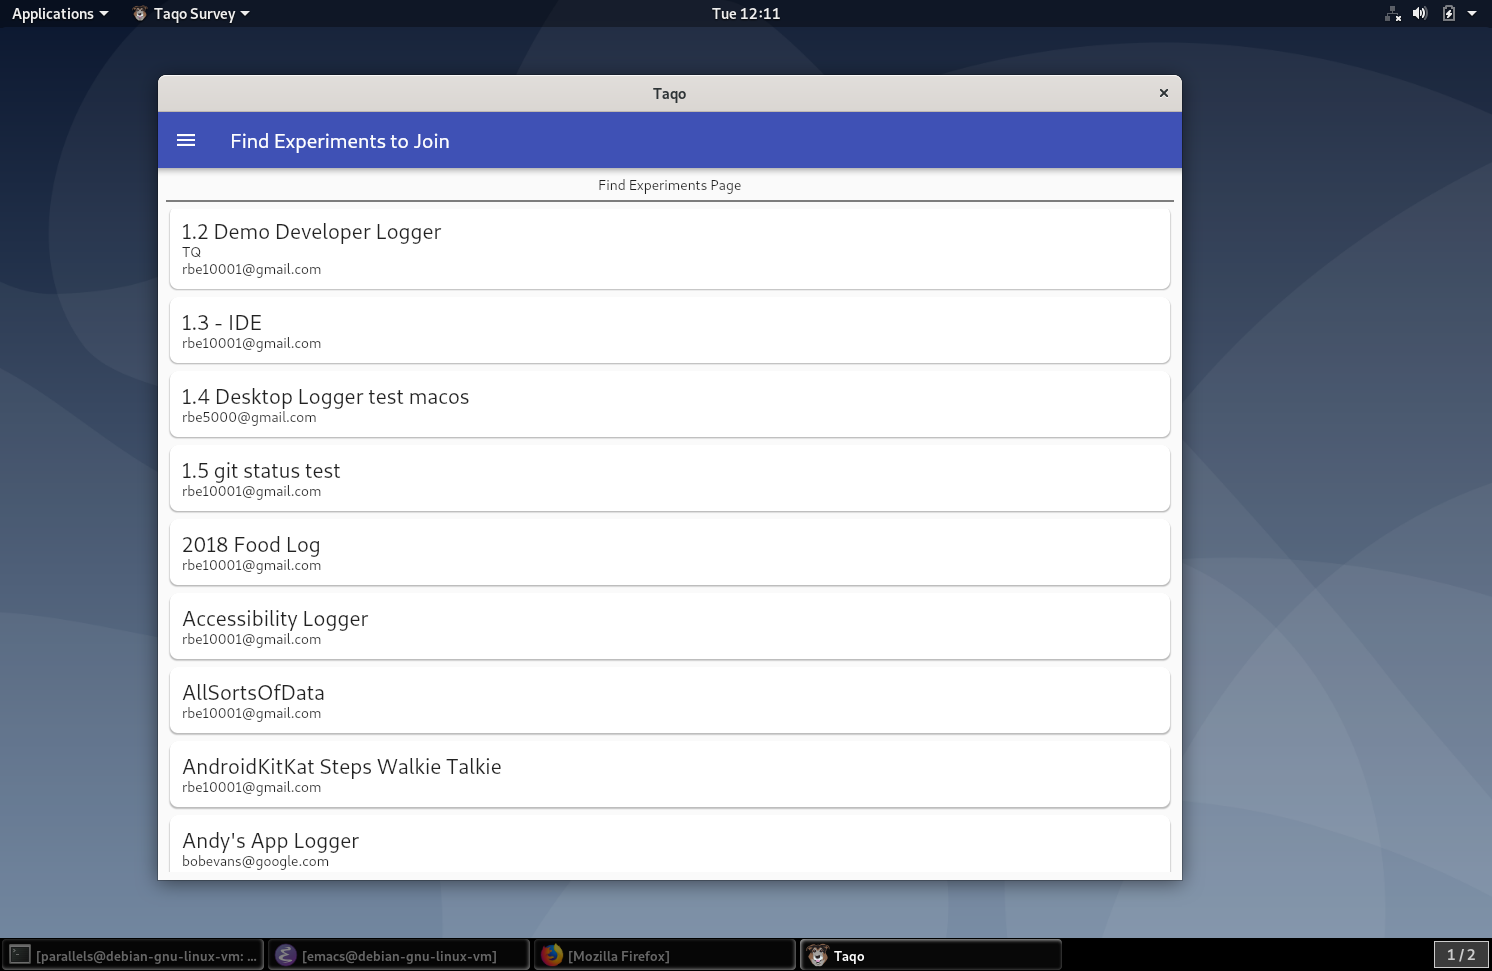 Applications
Taqo Survey
Tue 12:11
Taqo
Find Experiments to Join
Find Experiments Page
1.2 Demo Developer Logger
TQ
rbe10001@gmail.com
1.3 - IDE
rbe10001@gmail.com
1.4 Desktop Logger test macos
rbe5000@gmail.com
1.5 git status test
rbe10001@gmail.com
2018 Food Log
rbe10001@gmail.com
Accessibility Logger
rbe10001@gmail.com
AllSortsOfData
rbe10001@gmail.com
AndroidKitKat Steps Walkie Talkie
rbe10001@gmail.com
Andy's App Logger
bobevans@google.com
[parallels@debian-gnu-linux-vm: ...
[emacs@debian-gnu-linux-vm]
[Mozilla Firefox]
Taqo
1 / 2